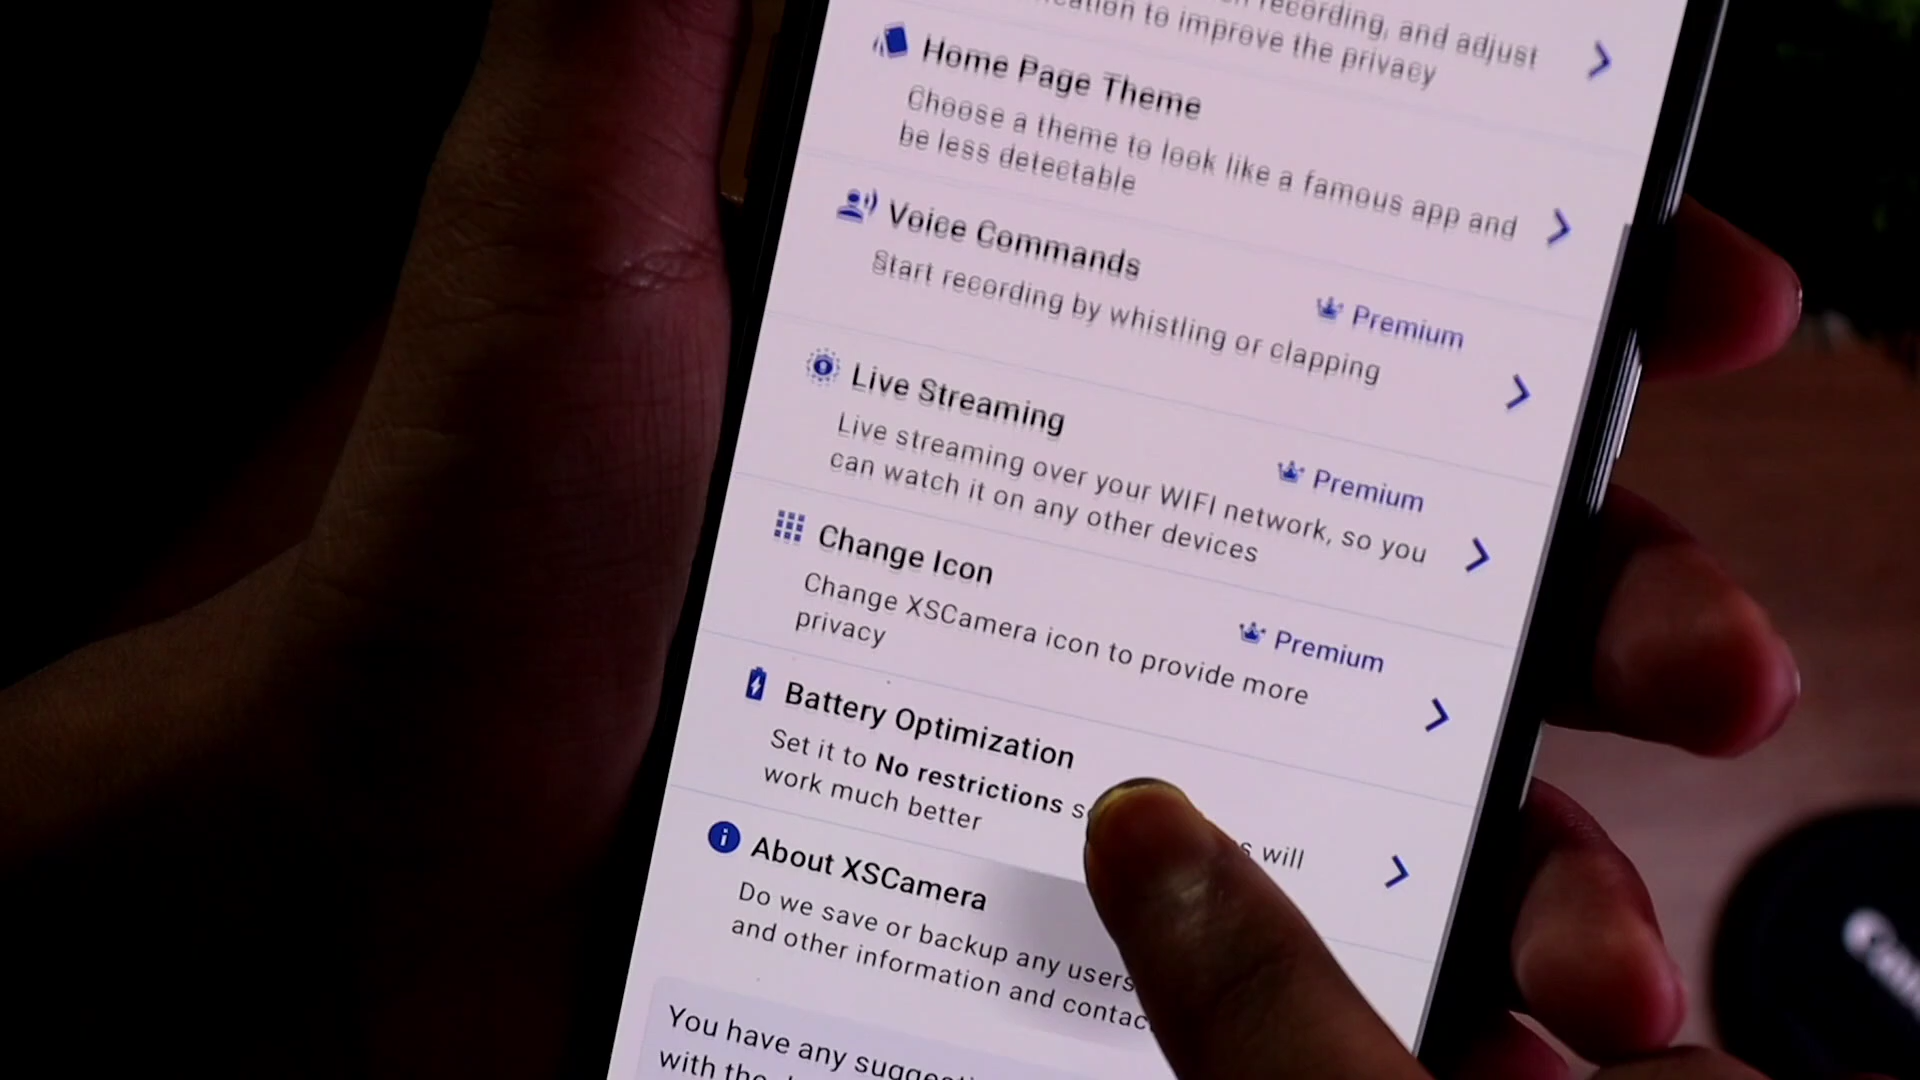 recording, and adjust
to improve the privacy
Home Page Theme
Choose a theme to look like a famous app and
be less detectable
Voice Commands
Premium
Start recording by whistling or clapping
Live Streaming
Premium
Live streaming over your WIFI network, so you
can watch it on any other devices
Change Icon
Premium
Change XSCamera icon to provide more
privacy
Battery Optimization
Set it to No restrictions will
work much better
About XSCamera
Do we save or backup any users
and other information and
You have any
with the